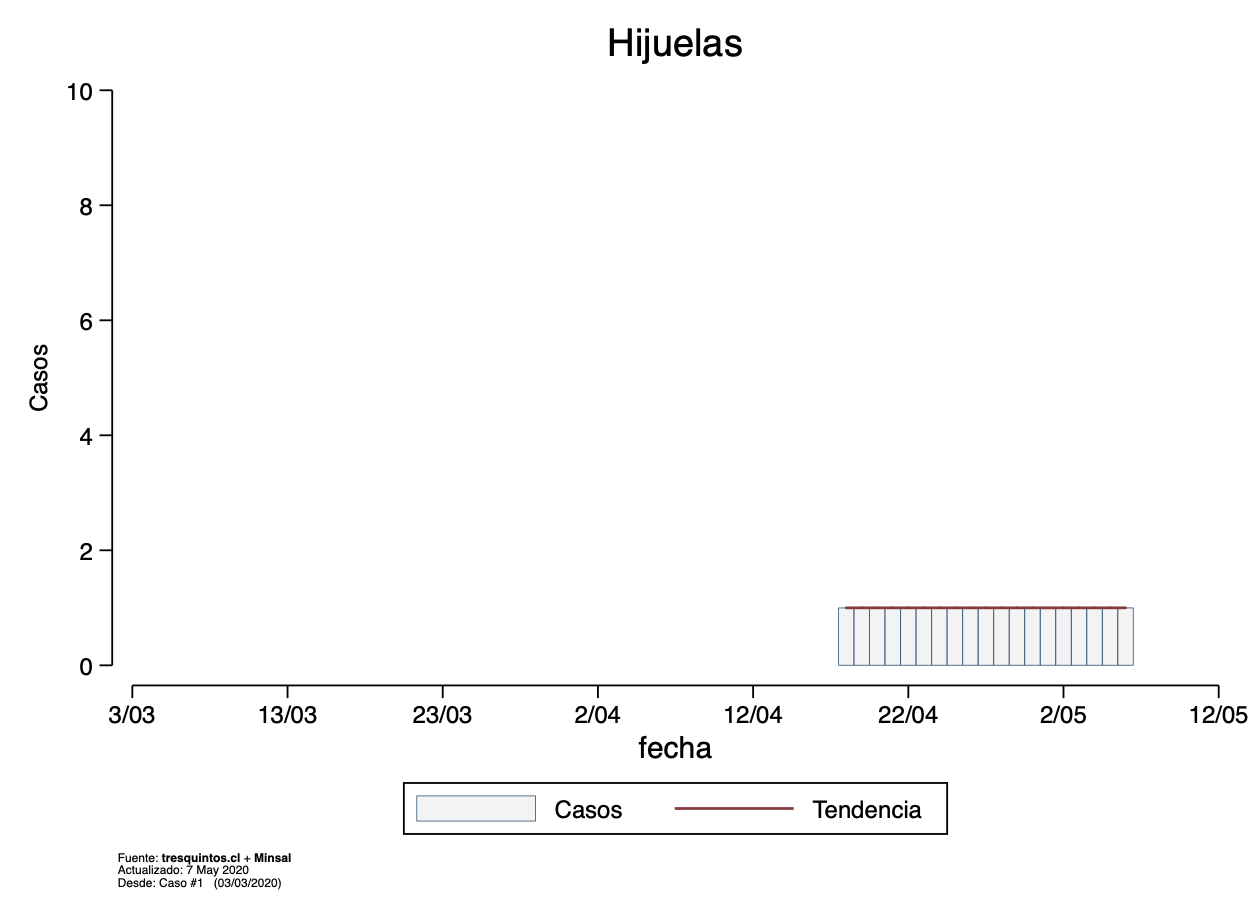 Hijuelas
10
8
6
4
2
0
Casos
3/03 13/03 23/03 2/04 12/04 22/04 2/05 12/05
fecha
Casos Tendencia
Fuente: tresquintos.cl + Minsal
Actualizado: 7 May 2020
Desde: Caso #1 (03/03/2020)